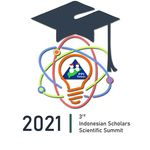 2021
3rd
Indonesian Scholars
Scientific Summit